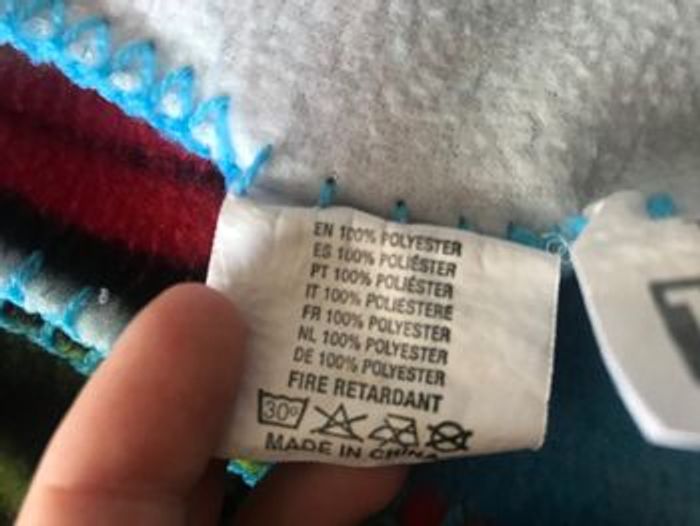 EN 100% POLYESTER
ES 100% POLIÉSTER
PT 100% POLIÉSTER
IT 100% POLIESTERE
FR 100% POLYESTER
NL 100% POLYESTER
DE 100% POLYESTER
FIRE RETARDANT
30º
MADE IN CHINA